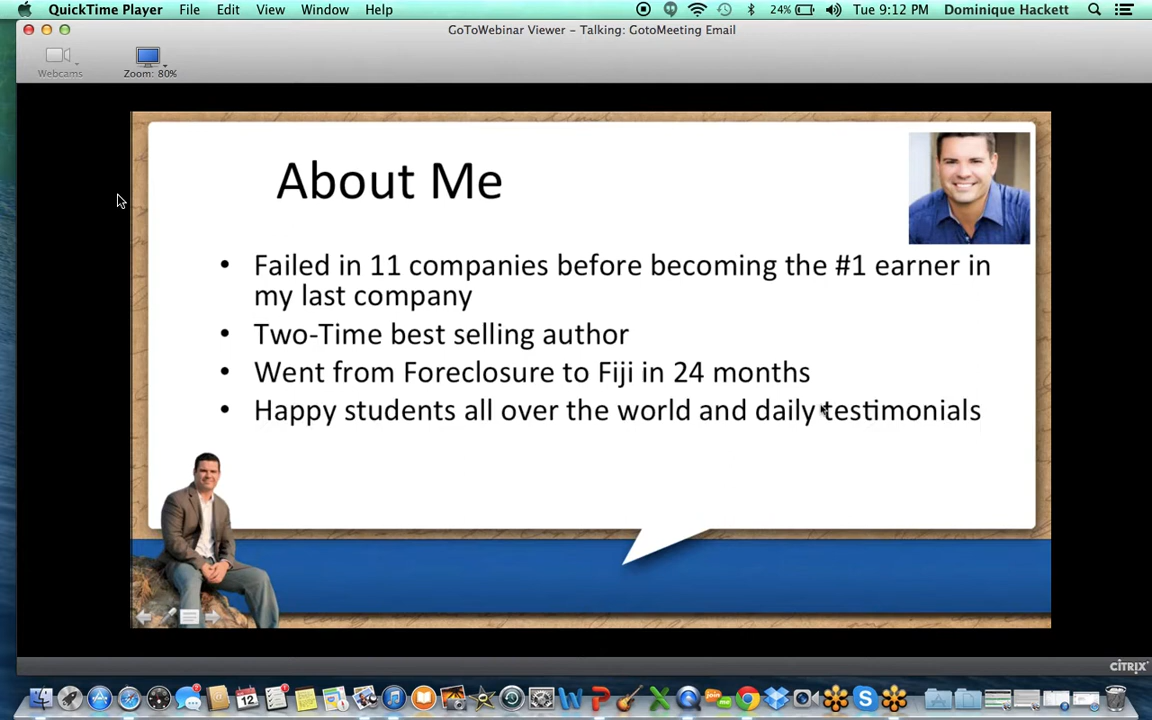 QuickTime Player File Edit View Window Help 24% Tue 9:12 PM Dominique Hackett
GoToWebinar Viewer – Talking: GotoMeeting Email
Webcams Zoom: 80%
About Me
• Failed in 11 companies before becoming the #1 earner in
my last company
• Two-Time best selling author
• Went from Foreclosure to Fiji in 24 months
• Happy students all over the world and daily testimonials
CITRIX